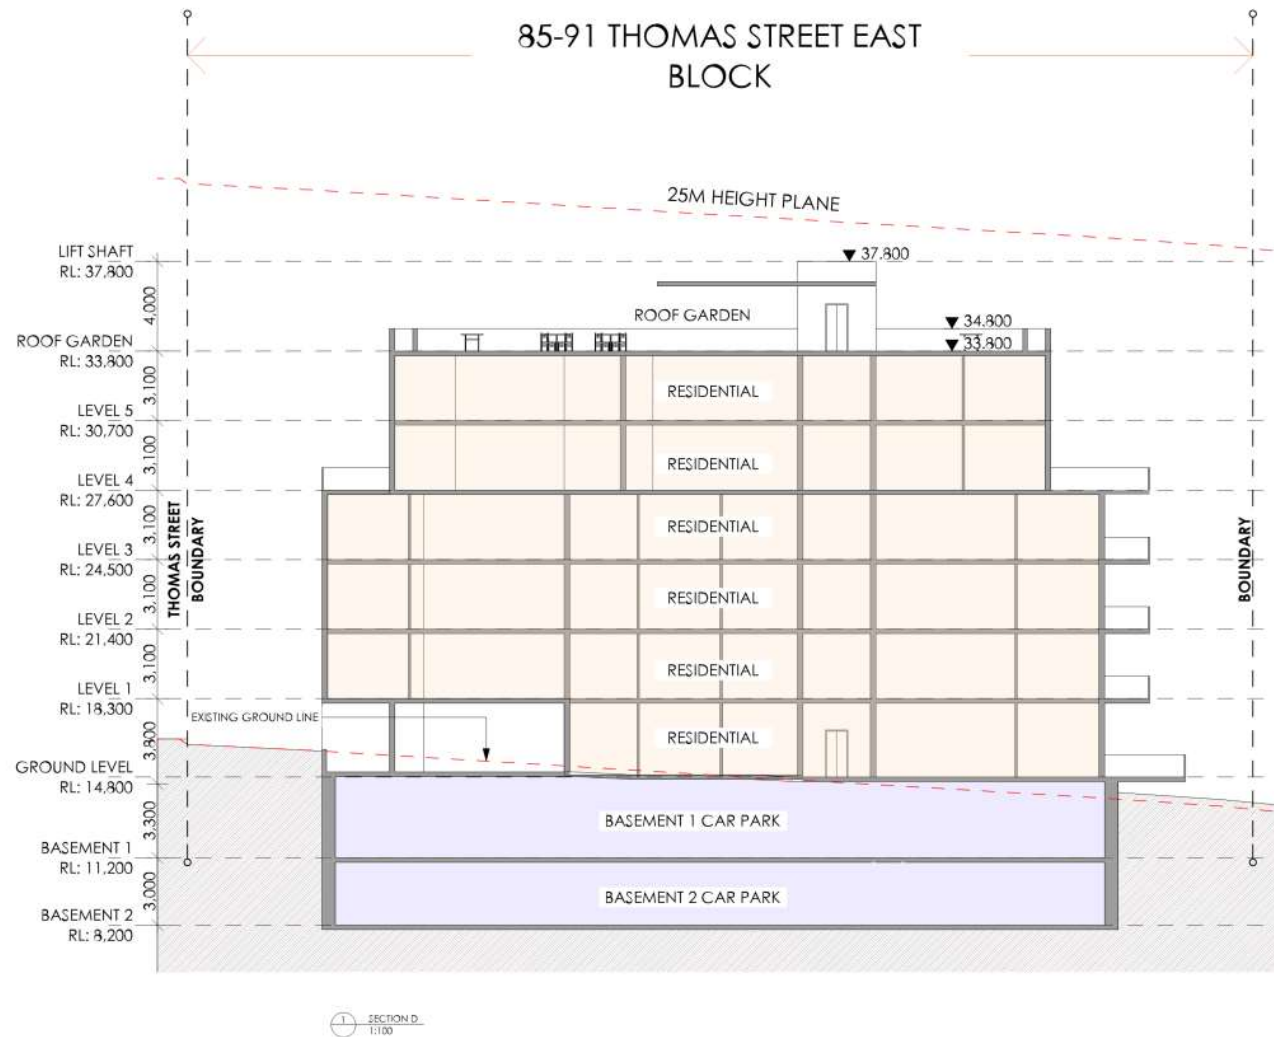 85-91 THOMAS STREET EAST
BLOCK
25M HEIGHT PLANE
LIFT SHAFT
RL: 37,800
37.800
4,000
ROOF GARDEN
34.800
ROOF GARDEN
RL: 33,800
33.800
3,100
RESIDENTIAL
LEVEL 5
RL: 30,700
3,100
RESIDENTIAL
LEVEL 4
RL: 27,600
3,100
RESIDENTIAL
THOMAS STREET
BOUNDARY
BOUNDARY
LEVEL 3
RL: 24,500
3,100
RESIDENTIAL
LEVEL 2
RL: 21,400
3,100
RESIDENTIAL
LEVEL 1
RL: 18,300
EXISTING GROUND LINE
3,800
RESIDENTIAL
GROUND LEVEL
RL: 14,800
3,300
BASEMENT 1 CAR PARK
BASEMENT 1
RL: 11,200
3,000
BASEMENT 2 CAR PARK
BASEMENT 2
RL: 8,200
1
SECTION D
1:100